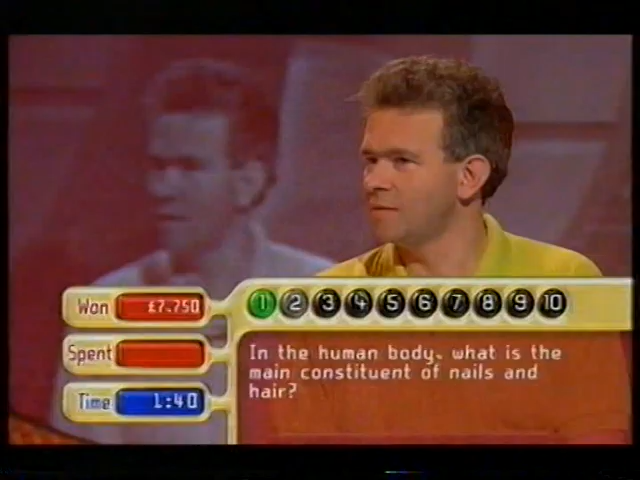 Won £7.750
1 2 3 4 5 6 7 8 9 10
Spent
Time 1:40
In the human body, what is the
main constituent of nails and
hair?